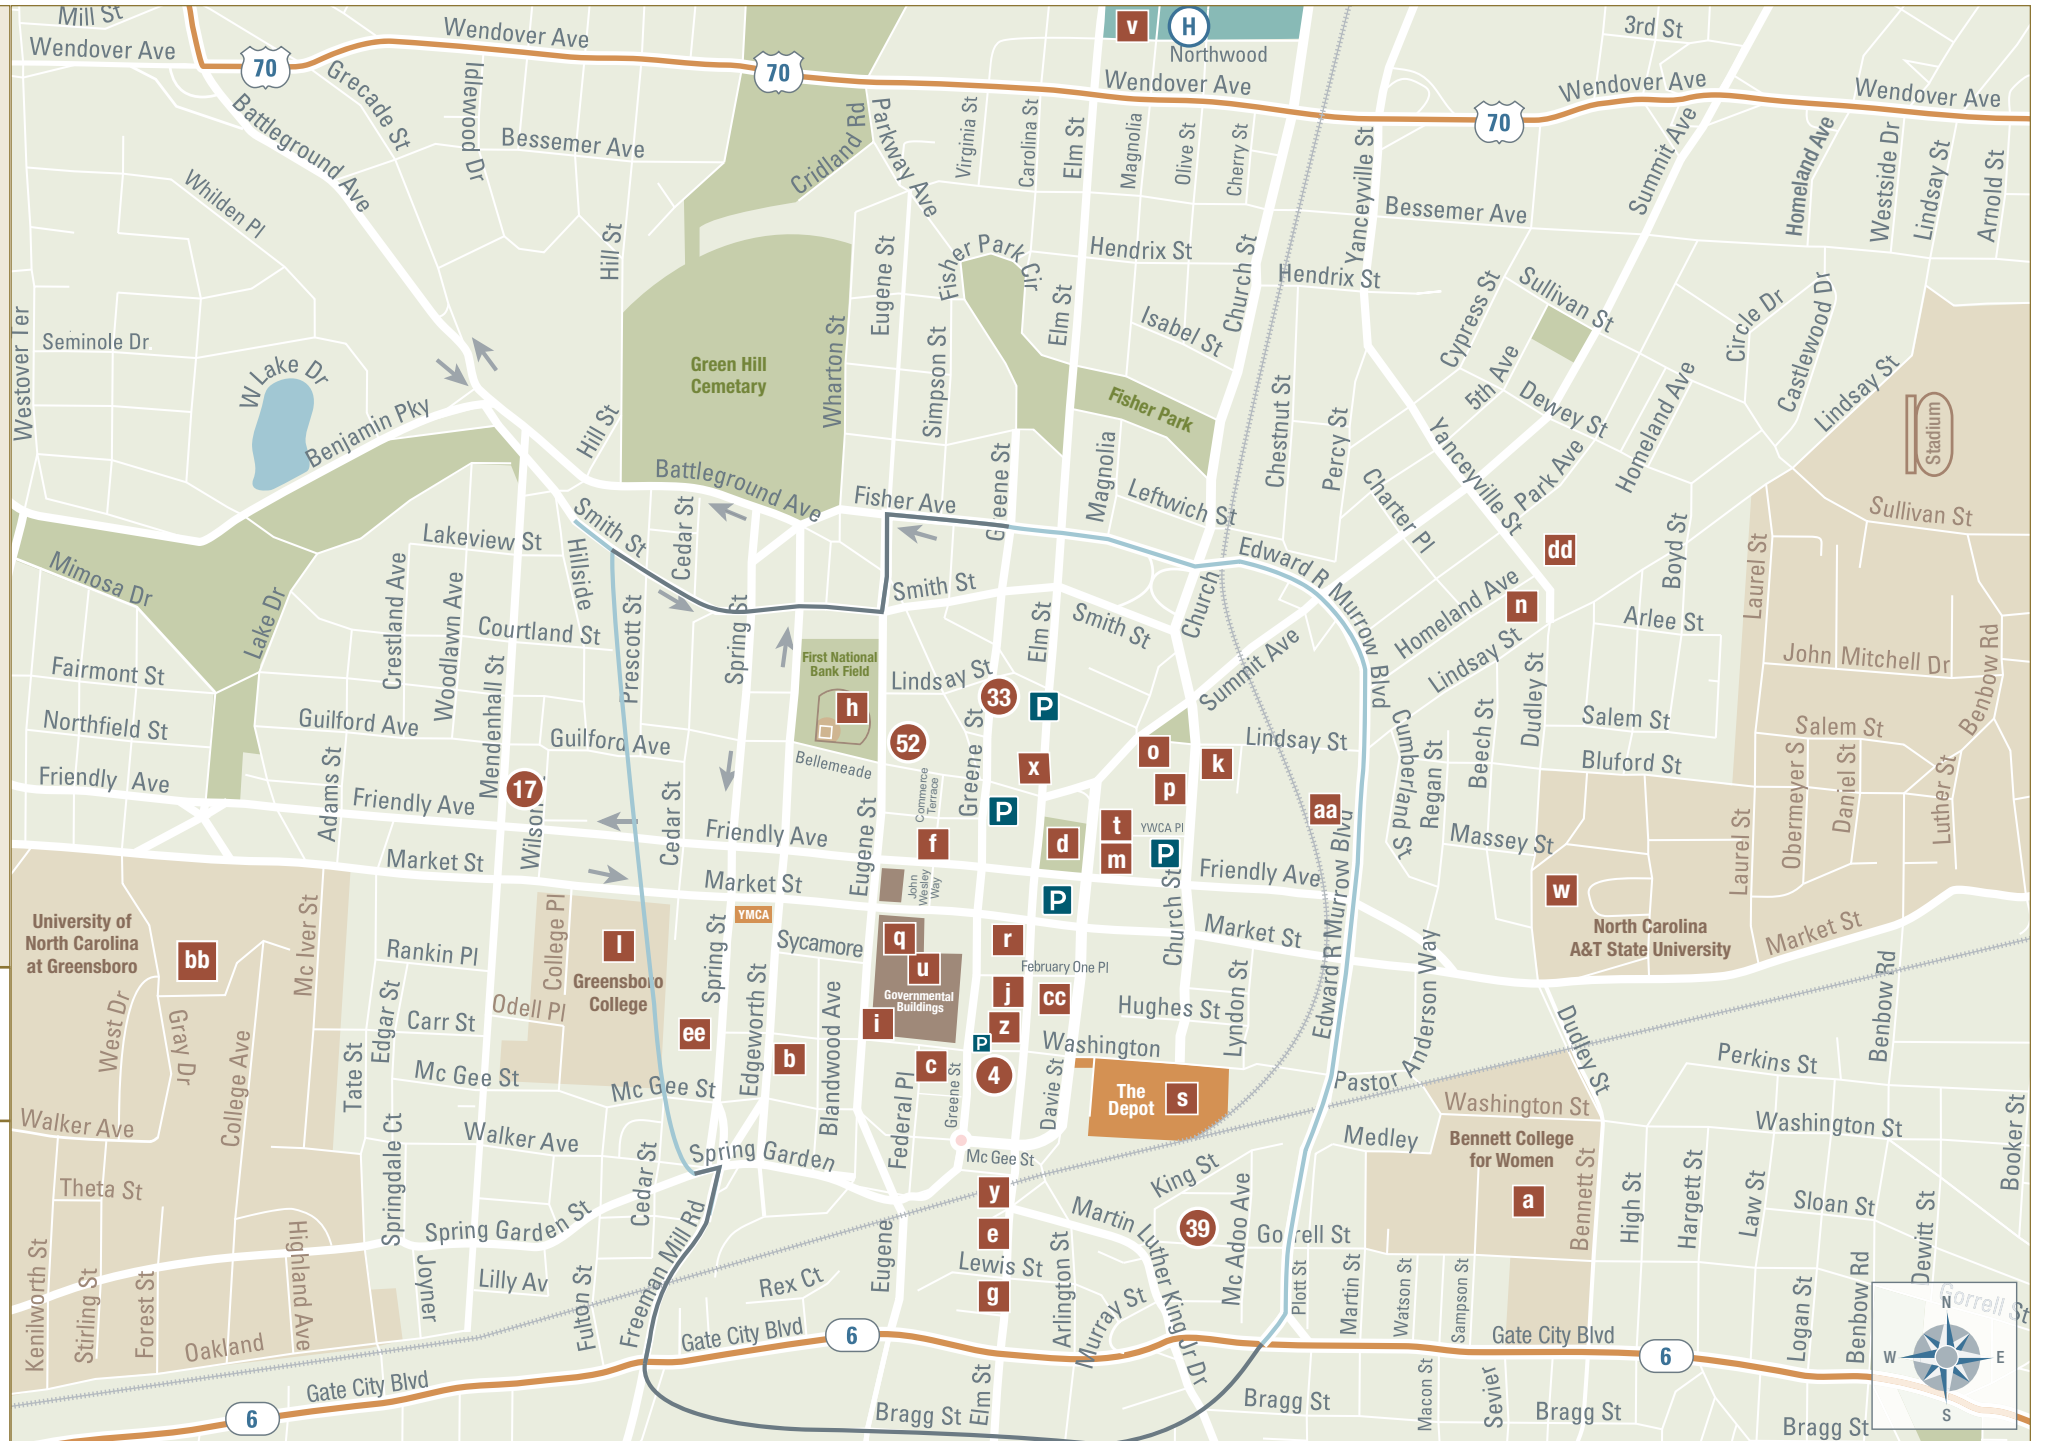 Mill St
Wendover Ave
70
Wendover Ave
70
v
H
Northwood
Wendover Ave
3rd St
Wendover Ave
70
Wendover Ave
Grecade St
Idlewood Dr
Battleground Ave
Bessemer Ave
Cridland Rd
Parkway Ave
Virginia St
Carolina St
Elm St
Magnolia
Olive St
Cherry St
Yanceyville St
Summit Ave
Homeland Ave
Westside Dr
Lindsay St
Arnold St
Whilden Pl
Hill St
Bessemer Ave
Eugene St
Fisher Park Cir
Hendrix St
Church St
Hendrix St
Westover Ter
Seminole Dr
W Lake Dr
Benjamin Pky
Hill St
Green Hill
Cemetary
Wharton St
Simpson St
Elm St
Isabel St
Fisher Park
Chestnut St
Percy St
Cypress St
Sullivan St
5th Ave
Dewey St
Circle Dr
Castlewood Dr
Lindsay St
Homeland Ave
Stadium
Battleground Ave
Fisher Ave
Greene St
Magnolia
Leftwich St
Charter Pl
Yanceyville St
Park Ave
Sullivan St
Smith St
Lakeview St
Hillside
Cedar St
Mimosa Dr
Lake Dr
Crestland Ave
Woodlawn Ave
Courtland St
Prescott St
Spring St
Smith St
Elm St
Smith St
Church
Edward R Murrow Blvd
Summit Ave
dd
n
Homeland Ave
Lindsay St
Boyd St
Arlee St
Laurel St
John Mitchell Dr
Benbow Rd
Fairmont St
Northfield St
Guilford Ave
Mendenhall St
Guilford Ave
First National
Bank Field
h
Lindsay St
33
P
52
Bellemeade
Greene St
x
o
k
p
Lindsay St
Cumberland St
Regan St
Beech St
Dudley St
Salem St
Bluford St
Salem St
Obermeyer S
Daniel St
Luther St
Friendly Ave
Adams St
Friendly Ave
17
Wilson
Cedar St
Friendly Ave
Eugene St
Commerce
Terrace
P
f
d
t
m
YWCA Pl
P
aa
Massey St
Laurel St
Market St
Market St
John
Wesley
Way
P
Friendly Ave
Market St
Church St
Edward R Murrow Blvd
w
North Carolina
A&T State University
Market St
University of
North Carolina
at Greensboro
bb
Mc Iver St
Rankin Pl
College Pl
l
Greensboro
College
YMCA
Spring St
Sycamore
q
u
Governmental
Buildings
r
February One Pl
j
cc
i
z
Hughes St
Lyndon St
Edward R Murrow Blvd
Pastor Anderson Way
Dudley St
Benbow Rd
West Dr
Gray Dr
College Ave
Tate St
Edgar St
Carr St
Odell Pl
ee
Edgeworth St
b
Blandwood Ave
c
P
4
Washington
Davie St
The
Depot
s
Perkins St
Mc Gee St
Mc Gee St
Walker Ave
Springdale Ct
Walker Ave
Cedar St
Spring Garden
Federal Pl
Greene St
Mc Gee St
King St
Medley
Washington St
Bennett College
for Women
a
Bennett St
Washington St
Booker St
Theta St
Spring Garden St
Freeman Mill Rd
y
e
Lewis St
g
Martin Luther King Jr Dr
39
Mc Adoo Ave
Gorrell St
High St
Hargett St
Law St
Sloan St
Dewitt St
Kenilworth St
Stirling St
Forest St
Highland Ave
Oakland
Joyner
Lilly Av
Fulton St
Rex Ct
Eugene
Arlington St
Murray St
Plott St
Martin St
Watson St
Sampson St
Logan St
Benbow Rd
Gorrell St
Gate City Blvd
6
Gate City Blvd
6
Gate City Blvd
6
Elm St
Bragg St
Bragg St
Macon St
Sevier
Bragg St
Bragg St
N
W
E
S